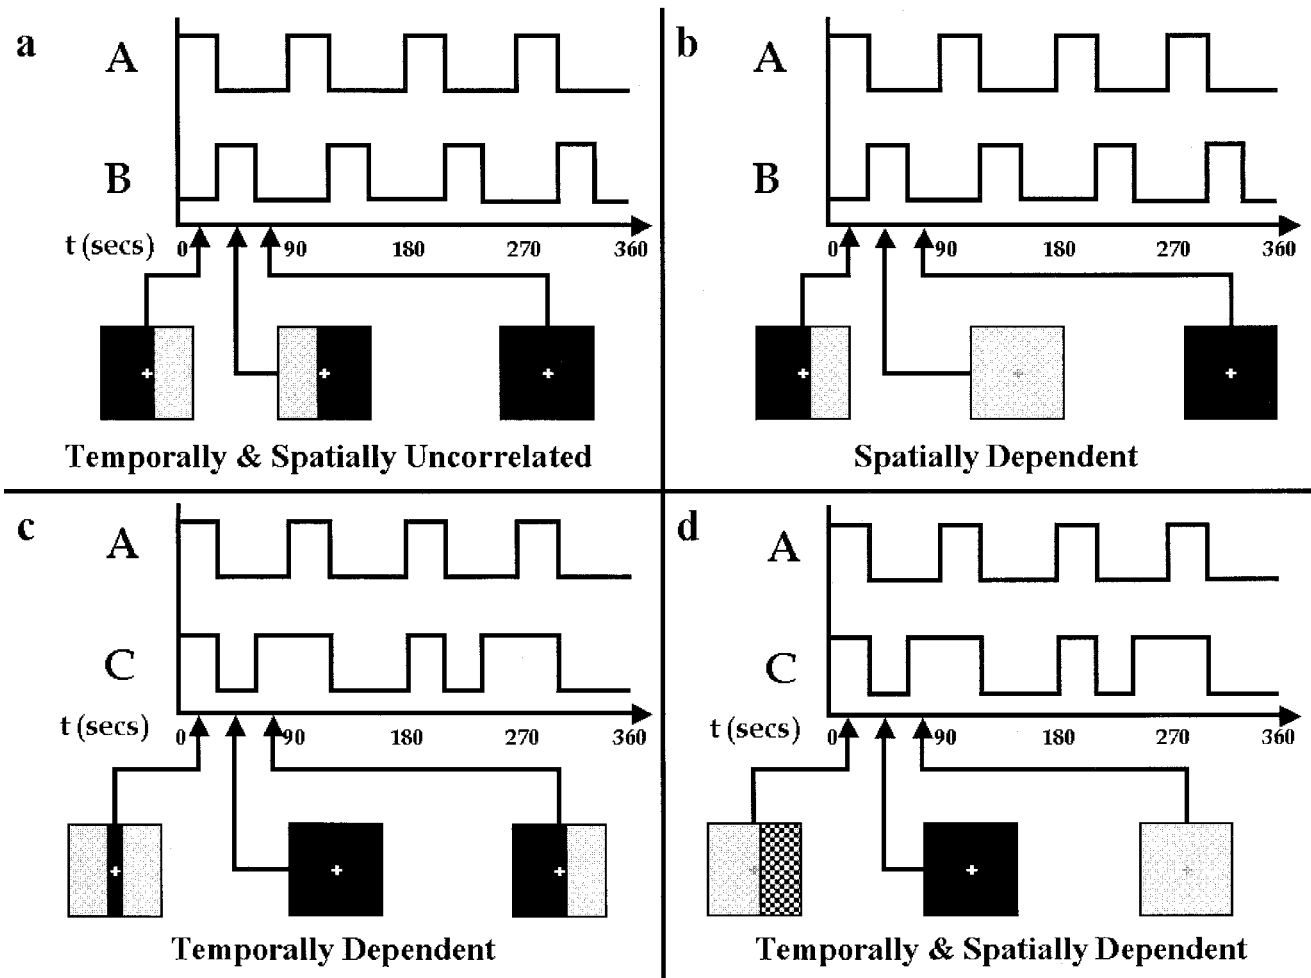 a
A
B
t (secs) 0 90 180 270 360
Temporally & Spatially Uncorrelated
b
A
B
0 90 180 270 360
Spatially Dependent
c
A
C
t (secs) 0 90 180 270 360
Temporally Dependent
d
A
C
t (secs) 0 90 180 270 360
Temporally & Spatially Dependent